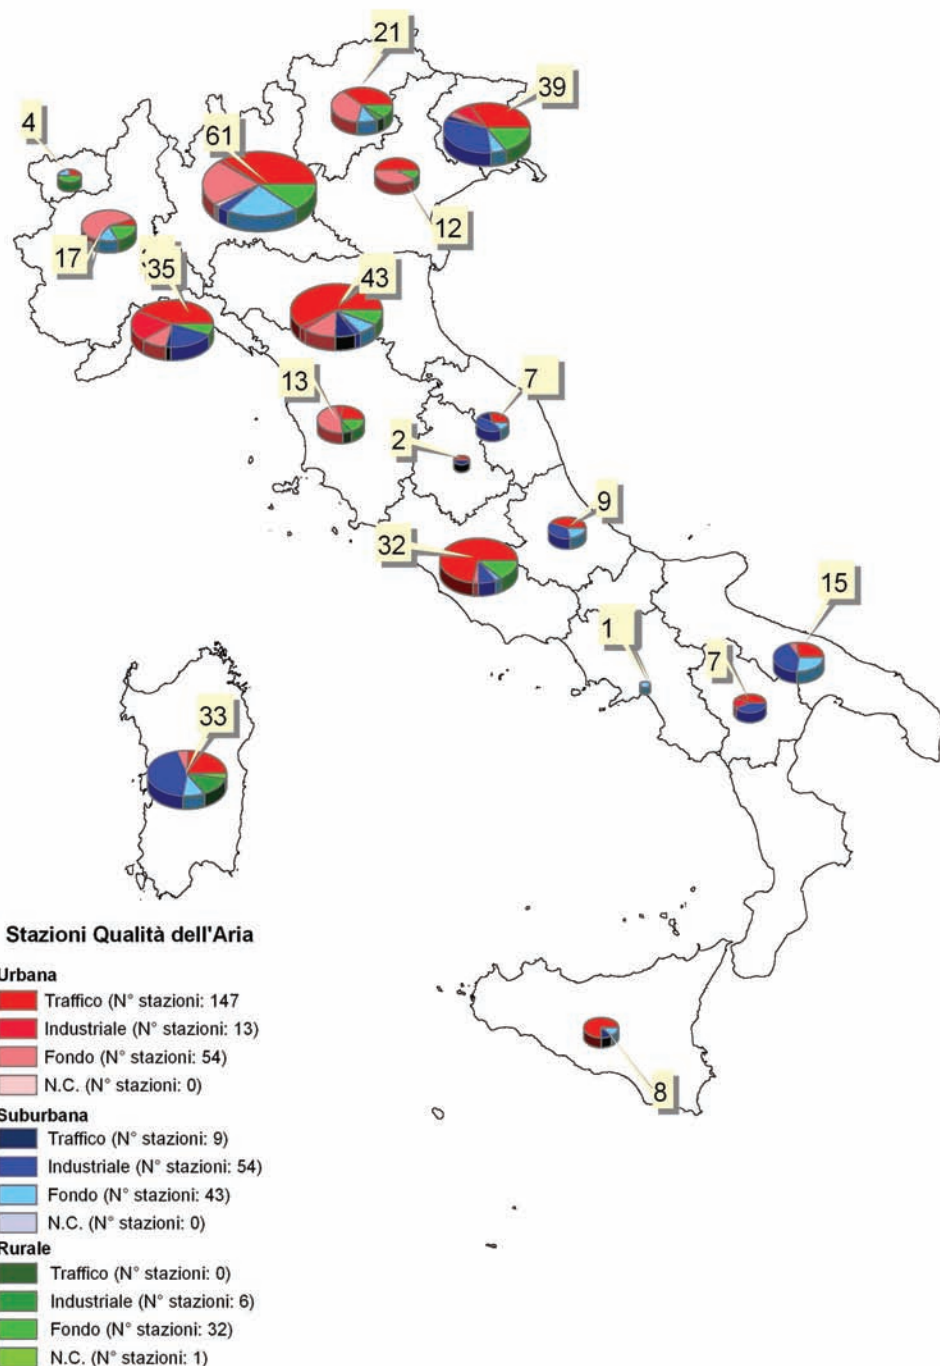 21
39
4
61
12
17
35
43
13
7
2
9
32
15
1
7
33
8
Stazioni Qualità dell'Aria
Urbana
Traffico (N° stazioni: 147
Industriale (N° stazioni: 13)
Fondo (N° stazioni: 54)
N.C. (N° stazioni: 0)
Suburbana
Traffico (N° stazioni: 9)
Industriale (N° stazioni: 54)
Fondo (N° stazioni: 43)
N.C. (N° stazioni: 0)
Rurale
Traffico (N° stazioni: 0)
Industriale (N° stazioni: 6)
Fondo (N° stazioni: 32)
N.C. (N° stazioni: 1)